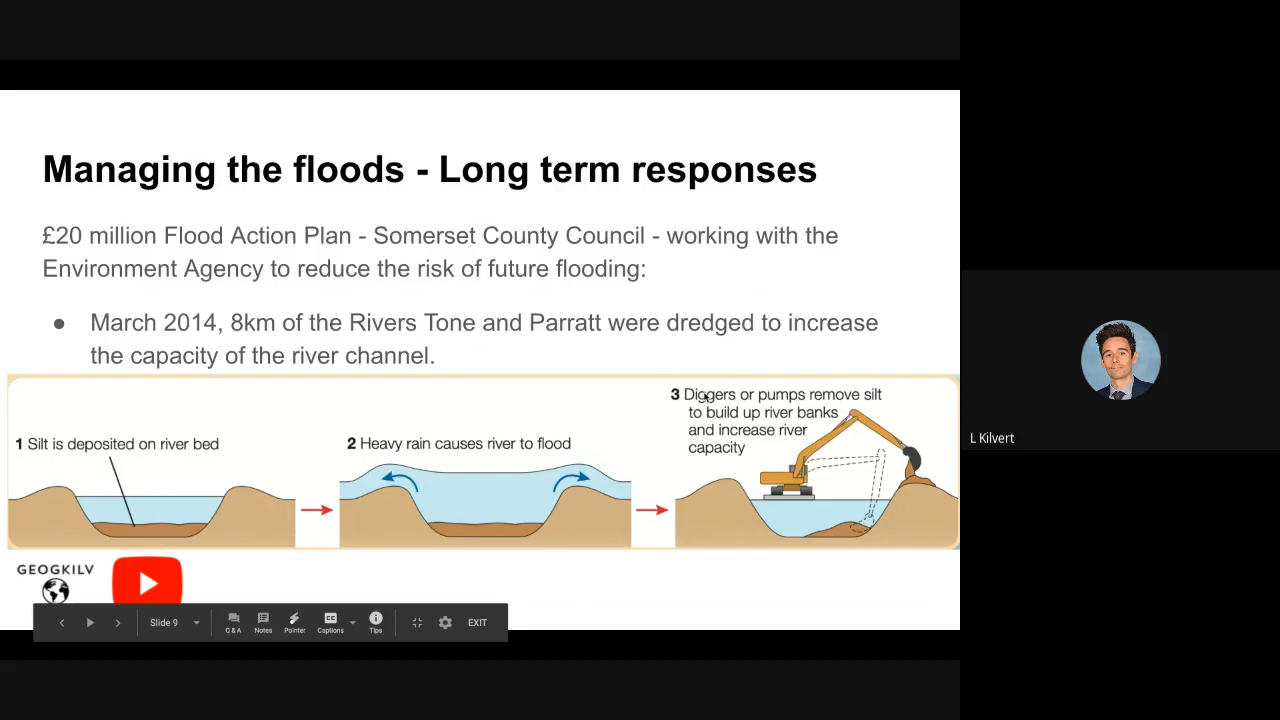 Managing the floods - Long term responses
£20 million Flood Action Plan - Somerset County Council - working with the
Environment Agency to reduce the risk of future flooding:
● March 2014, 8km of the Rivers Tone and Parratt were dredged to increase
the capacity of the river channel.
1 Silt is deposited on river bed
2 Heavy rain causes river to flood
3 Diggers or pumps remove silt
to build up river banks
and increase river
capacity
GEOGKILV
Slide 9
Q & A
Notes
Pointer
Captions
Tips
EXIT
L Kilvert